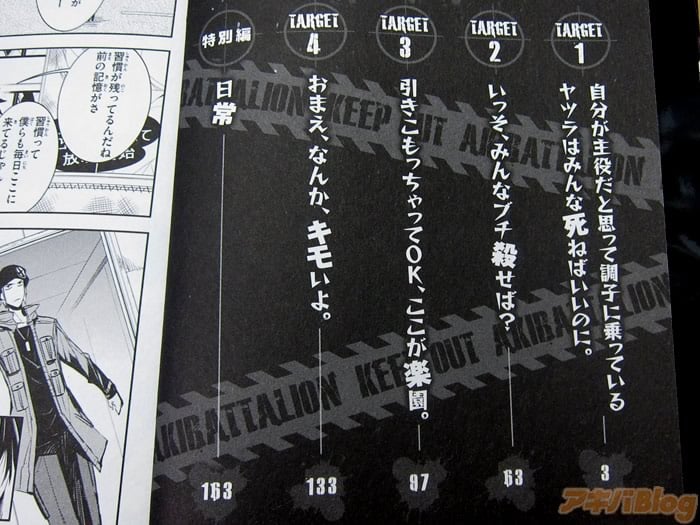 TARGET
1
自分が主役だと思って調子に乗っている
ヤツラはみんな死ねばいいのに。
3
TARGET
2
いっそ、みんなブチ殺せば?
63
TARGET
3
引きこもっちゃってOK、ここが楽園。
97
TARGET
4
おまえ、なんか、キモいよ。
133
特別編
日常
163
AKIBATTALION KEEP OUT AKIBATTALION
AKIBATTALION KEEP OUT AKIBATTALION
習慣が残ってるんだね
前の記憶がさ
習慣って
僕らも毎日ここに
来てるじゃ
アキバBlog